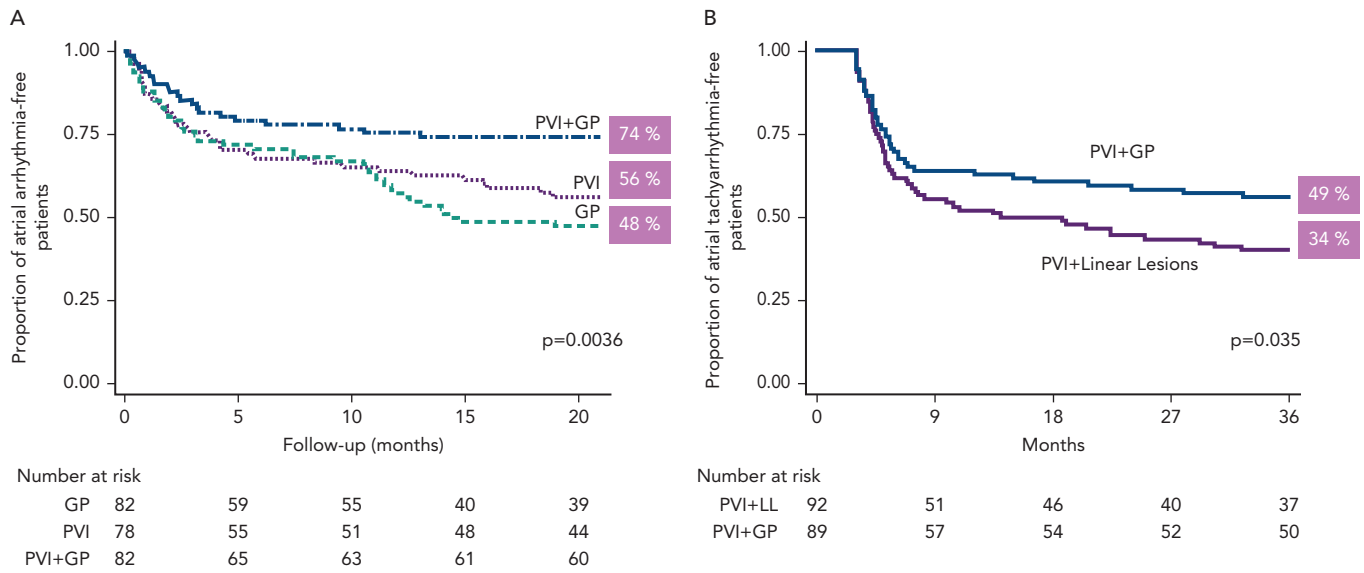 A
Proportion of atrial arrhythmia-free
patients
1.00
0.75
0.50
0.25
0.00
PVI+GP
74 %
PVI
56 %
GP
48 %
p=0.0036
0 5 10 15 20
Follow-up (months)
Number at risk
GP 82 59 55 40 39
PVI 78 55 51 48 44
PVI+GP 82 65 63 61 60
B
Proportion of atrial tachyarrhythmia-free
patients
1.00
0.75
0.50
0.25
0.00
PVI+GP
49 %
34 %
PVI+Linear Lesions
p=0.035
0 9 18 27 36
Months
Number at risk
PVI+LL 92 51 46 40 37
PVI+GP 89 57 54 52 50